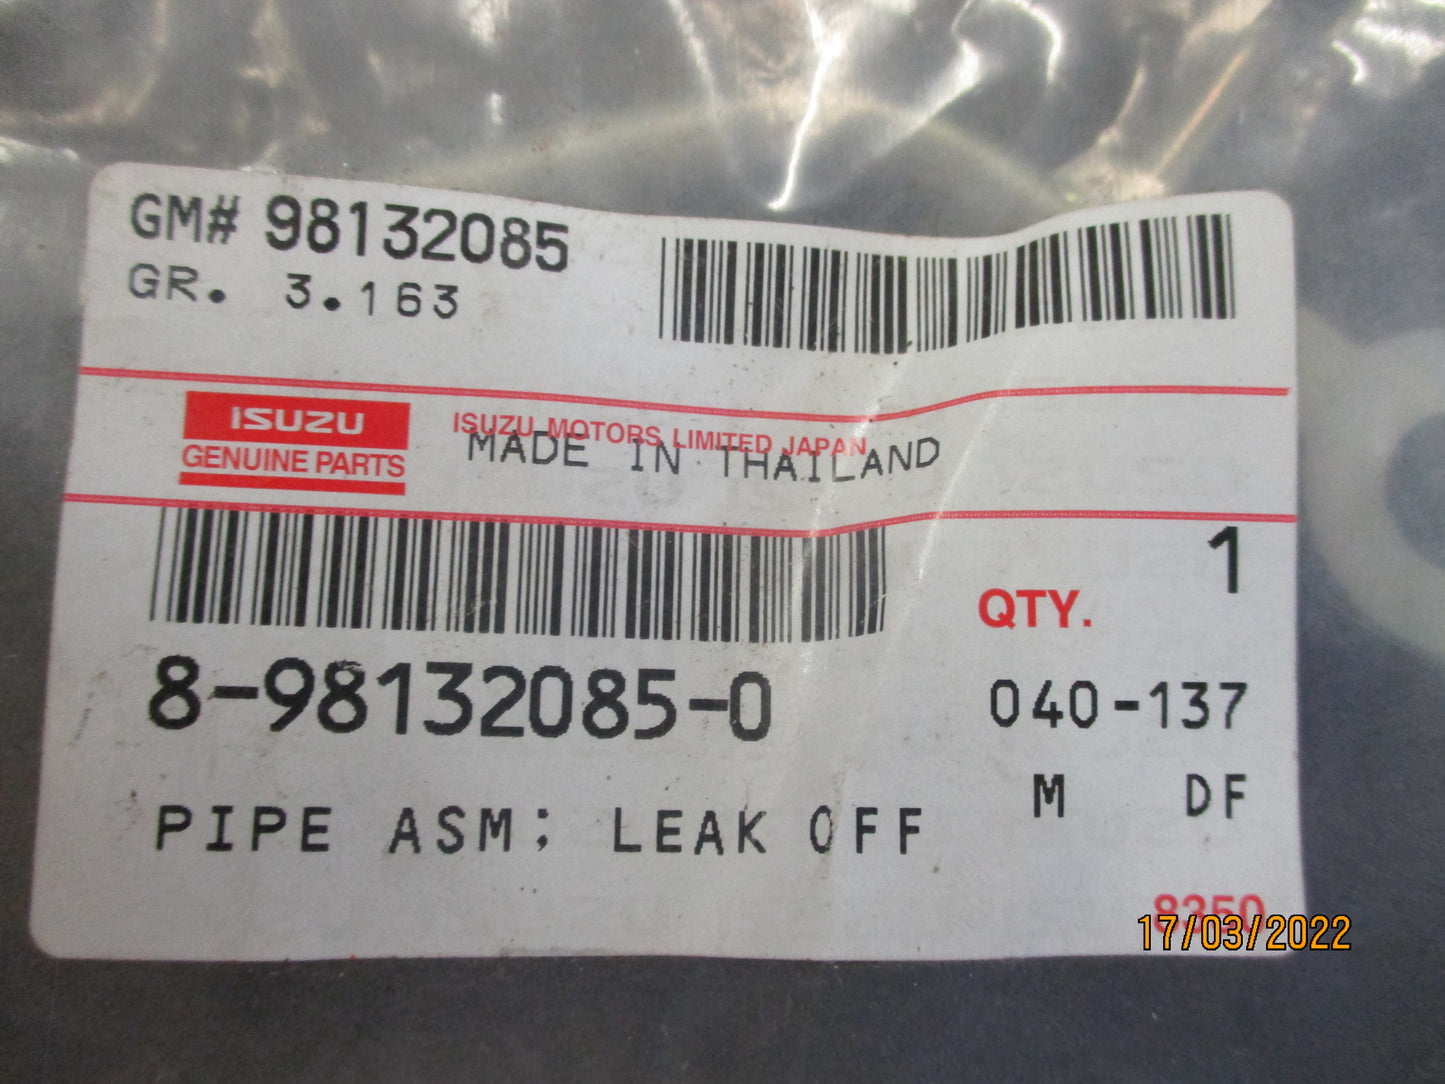 GM# 98132085
GR. 3.163
ISUZU
GENUINE PARTS
ISUZU MOTORS LIMITED JAPAN
MADE IN THAILAND
1
QTY.
8-98132085-0
040-137
M DF
PIPE ASM; LEAK OFF
8350
17/03/2022